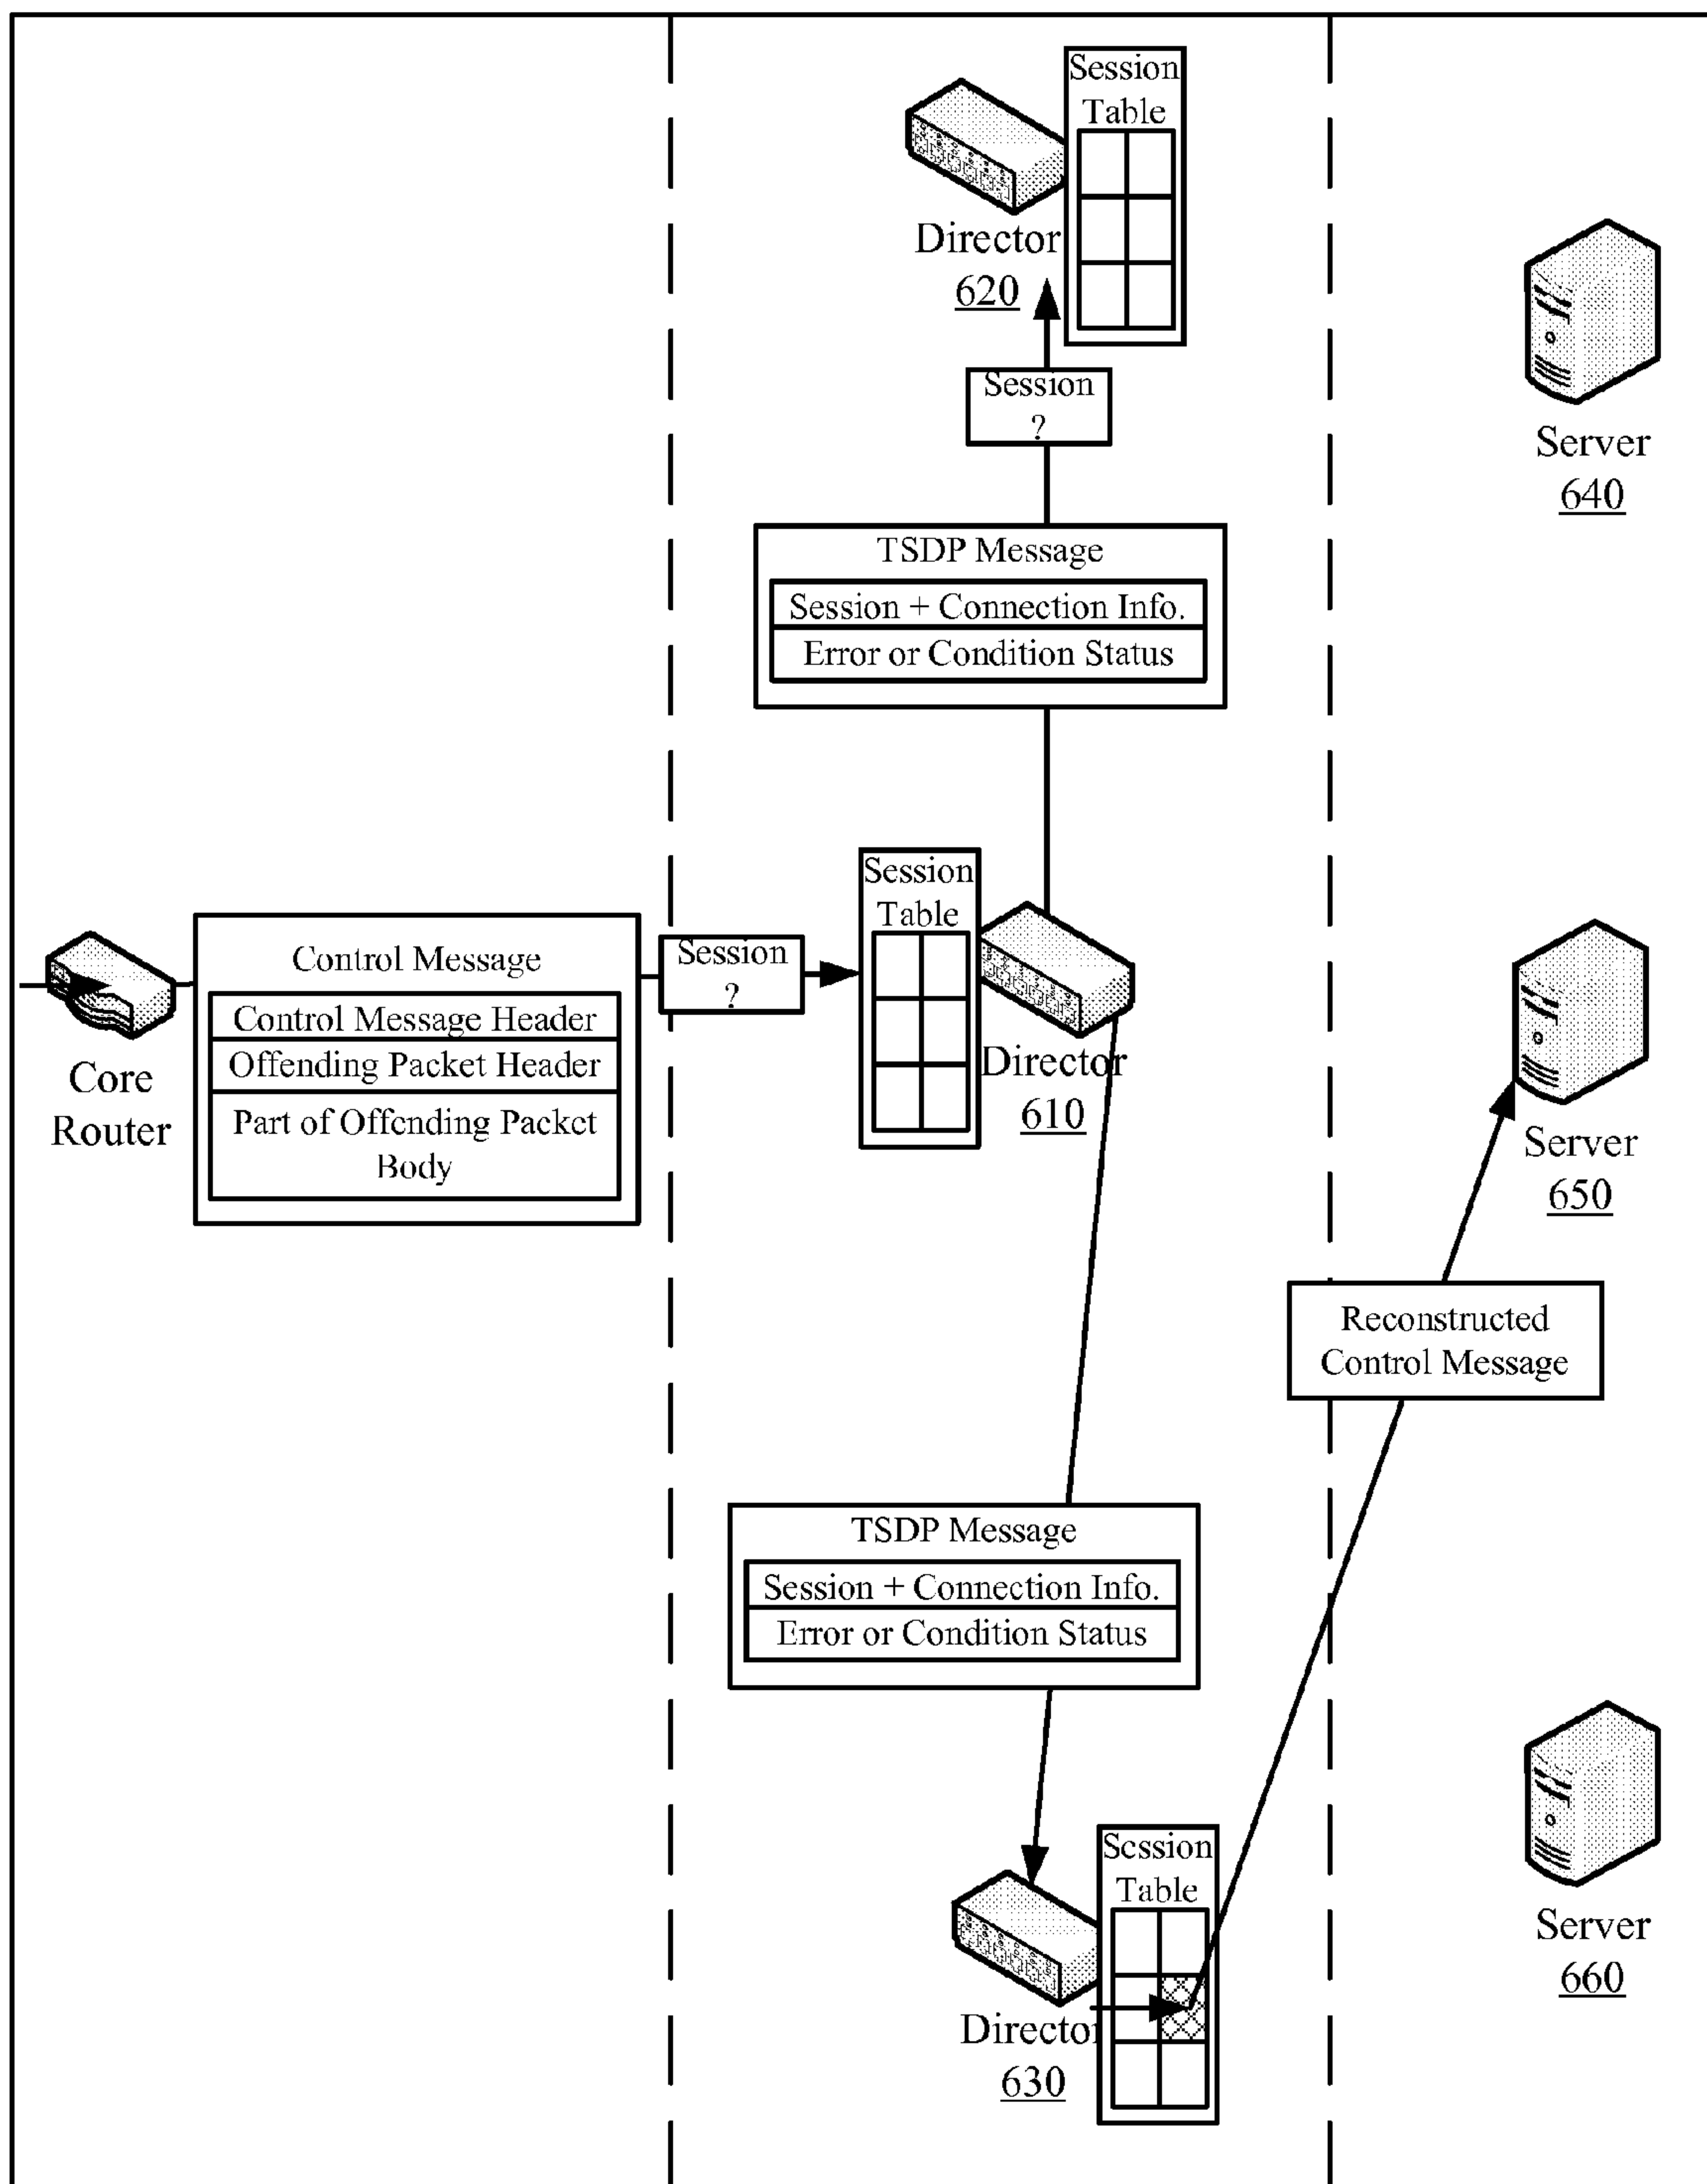 Session
Table
Director
620
Session
?
Server
640
TSDP Message
Session + Connection Info.
Error or Condition Status
Core
Router
Control Message
Control Message Header
Offending Packet Header
Part of Offending Packet
Body
Session
?
Session
Table
Director
610
Server
650
Reconstructed
Control Message
TSDP Message
Session + Connection Info.
Error or Condition Status
Session
Table
Director
630
Server
660